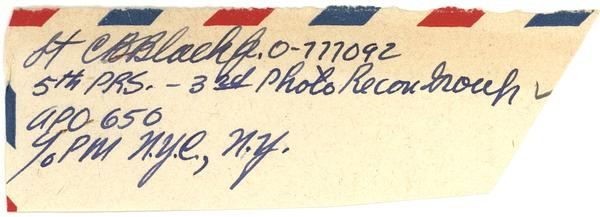 Lt C B Black Jr. O-777092
5th PRS. - 3rd Photo Recon Group
APO 650
c/o PM N.Y.C., N.Y.